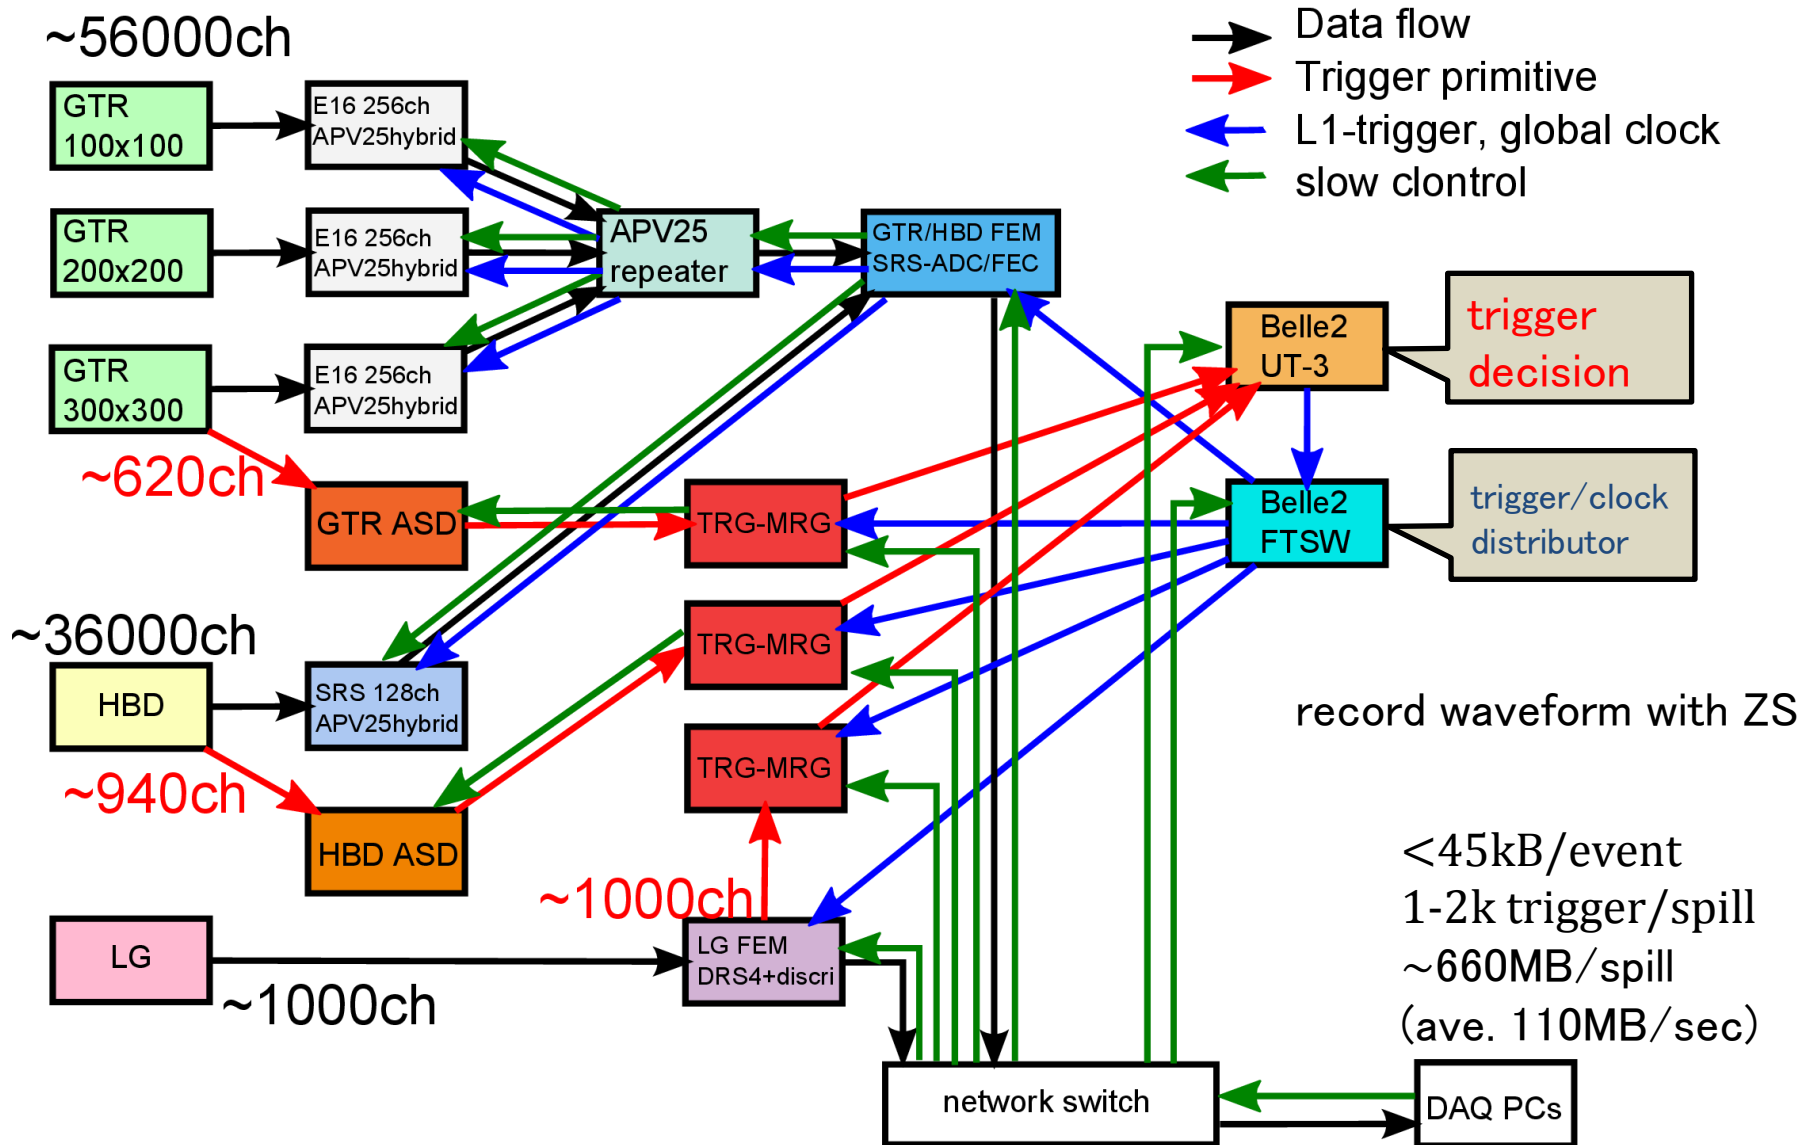 ~56000ch
Data flow
Trigger primitive
L1-trigger, global clock
slow clontrol
GTR
100x100
E16 256ch
APV25hybrid
GTR
200x200
E16 256ch
APV25hybrid
APV25
repeater
GTR/HBD FEM
SRS-ADC/FEC
GTR
300x300
E16 256ch
APV25hybrid
Belle2
UT-3
trigger
decision
~620ch
GTR ASD
TRG-MRG
Belle2
FTSW
trigger/clock
distributor
~36000ch
HBD
SRS 128ch
APV25hybrid
TRG-MRG
~940ch
HBD ASD
TRG-MRG
record waveform with ZS
~1000ch
LG
~1000ch
LG FEM
DRS4+discri
<45kB/event
1-2k trigger/spill
~660MB/spill
(ave. 110MB/sec)
network switch
DAQ PCs